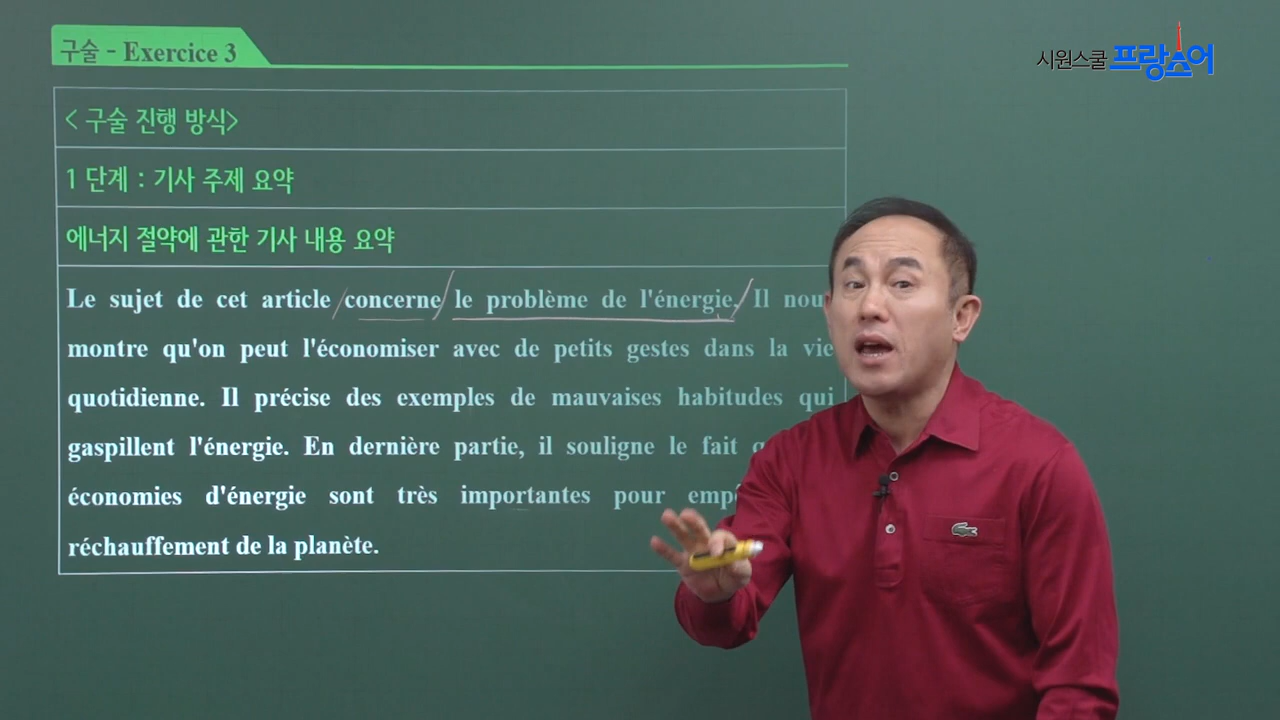 구술 - Exercice 3
시원스쿨 프랑스어
< 구술 진행 방식>
1 단계 : 기사 주제 요약
에너지 절약에 관한 기사 내용 요약
Le sujet de cet article concerne le problème de l'énergie. Il
montre qu'on peut l'économiser avec de petits gestes dans la vie
quotidienne. Il précise des exemples de mauvaises habitudes qui
gaspillent l'énergie. En dernière partie, il souligne le fait
économies d'énergie sont très importantes pour
réchauffement de la planète.